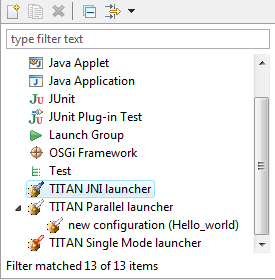 type filter text
Java Applet
Java Application
JUnit
JUnit Plug-in Test
Launch Group
OSGi Framework
Test
TITAN JNI launcher
TITAN Parallel launcher
new configuration (Hello_world)
TITAN Single Mode launcher
Filter matched 13 of 13 items